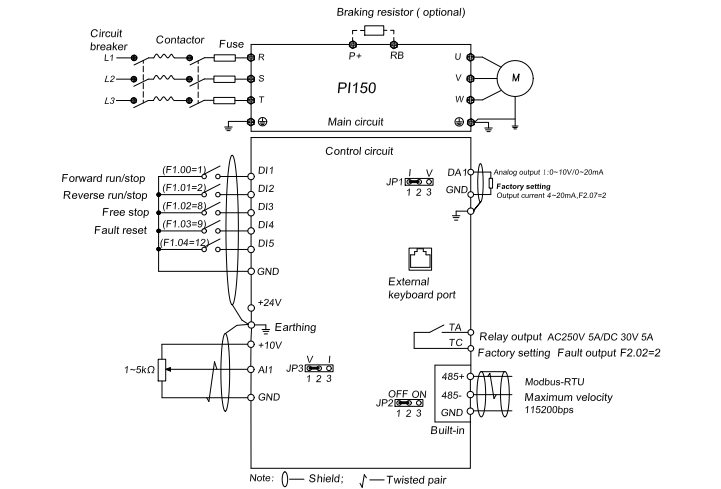 Braking resistor ( optional)
Circuit
breaker
Contactor
Fuse
P+ RB
L1 R U
L2 S V M
PI150
L3 T W
Main circuit
Control circuit
Forward run/stop (F1.00=1) DI1
Reverse run/stop (F1.01=2) DI2
Free stop (F1.02=8) DI3
Fault reset (F1.03=9) DI4
(F1.04=12) DI5
GND
+24V
Earthing
+10V
1~5kΩ AI1
GND
I V
JP1
1 2 3
DA1 Analog output 1:0~10V/0~20mA
Factory setting
GND Output current 4~20mA,F2.07=2
External
keyboard port
TA Relay output AC250V 5A/DC 30V 5A
TC Factory setting Fault output F2.02=2
V I
JP3
1 2 3
OFF ON
JP2
1 2 3
485+ Modbus-RTU
485- Maximum velocity
GND 115200bps
Built-in
Note: Shield; Twisted pair